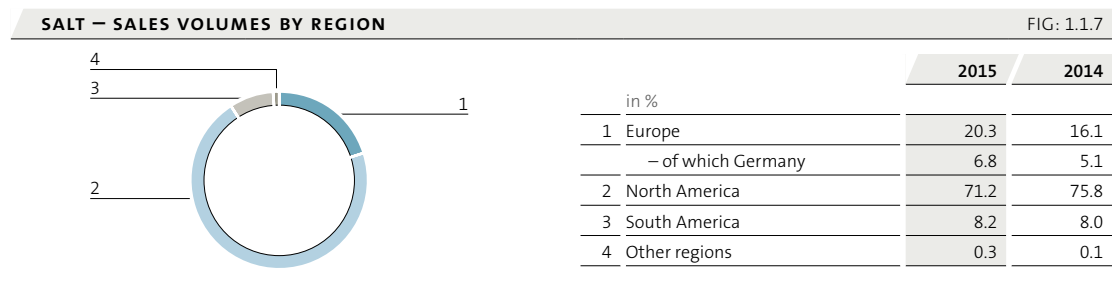 SALT — SALES VOLUMES BY REGION FIG: 1.1.7
4
3
1
2
2015 2014
in %
1 Europe 20.3 16.1
– of which Germany 6.8 5.1
2 North America 71.2 75.8
3 South America 8.2 8.0
4 Other regions 0.3 0.1